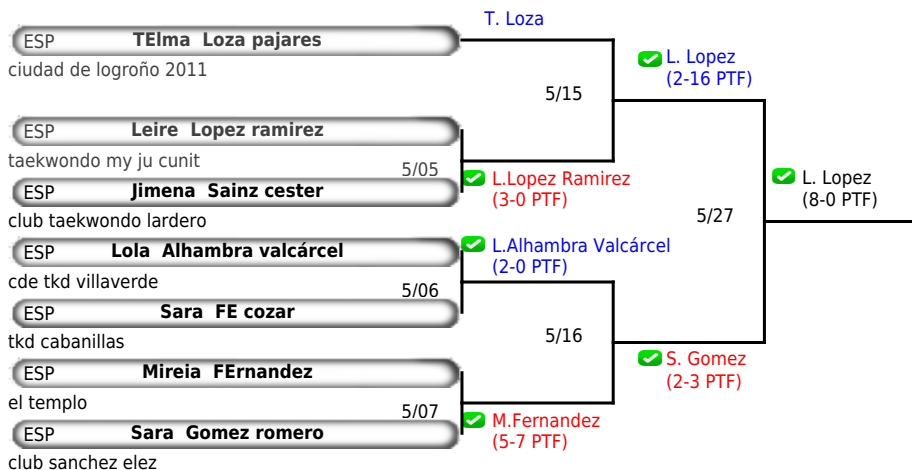 T. Loza
ESP TElma Loza pajares
ciudad de logroño 2011
L. Lopez
(2-16 PTF)
5/15
ESP Leire Lopez ramirez
taekwondo my ju cunit
5/05
L.Lopez Ramirez
(3-0 PTF)
ESP Jimena Sainz cester
club taekwondo lardero
L. Lopez
(8-0 PTF)
5/27
ESP Lola Alhambra valcárcel
cde tkd villaverde
L.Alhambra Valcárcel
(2-0 PTF)
5/06
ESP Sara FE cozar
tkd cabanillas
5/16
S. Gomez
(2-3 PTF)
ESP Mireia FErnandez
el templo
5/07
M.Fernandez
(5-7 PTF)
ESP Sara Gomez romero
club sanchez elez